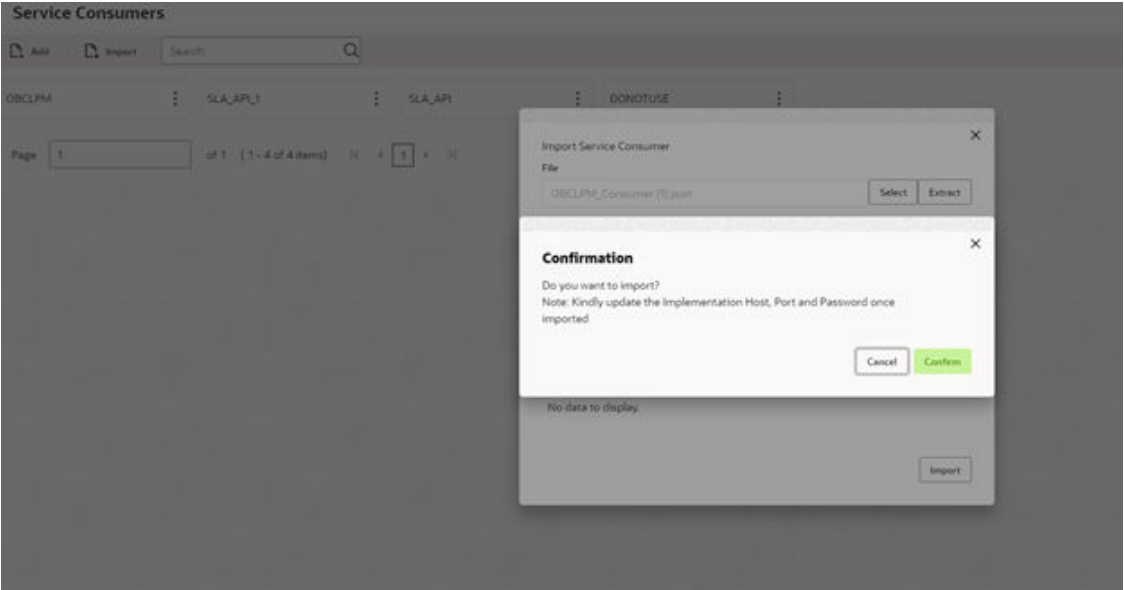 Service Consumers
Add Import Search
OBCLPM SLA_API_1 SLA_API DONOTUSE
Page 1 of 1 (1 - 4 of 4 items) 1
Import Service Consumer
File
OBCLPM_Consumer (1).json Select Extract
Confirmation
Do you want to import?
Note: Kindly update the Implementation Host, Port and Password once
imported
Cancel Confirm
No data to display.
Import